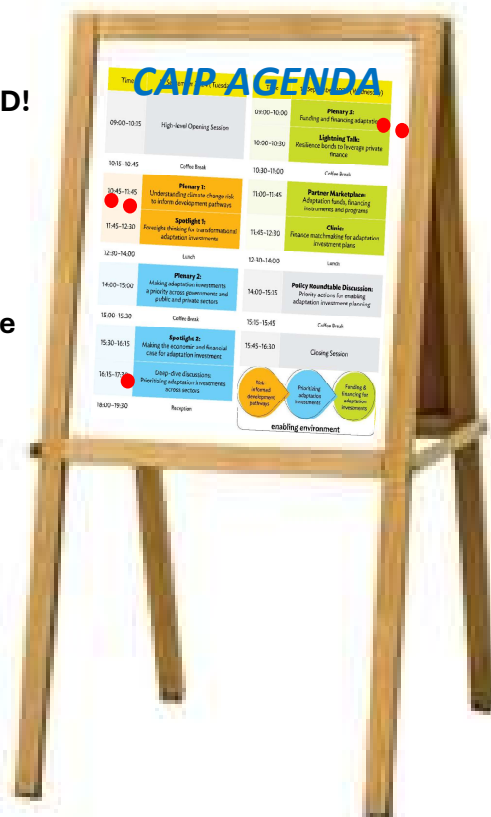 D!
e
CAIP AGENDA
Time
09:00–10:15
High-level Opening Session
10:15–10:45
Coffee Break
10:45–11:45
Plenary 1:
Understanding climate change risk
to inform development pathways
11:45–12:30
Spotlight 1:
Foresight thinking for transformational
adaptation investments
12:30–14:00
Lunch
14:00–15:00
Plenary 2:
Making adaptation investments
a priority across governments and
public and private sectors
15:00–15:30
Coffee Break
15:30–16:15
Spotlight 2:
Making the economic and financial
case for adaptation investment
Deep-dive discussions:
Prioritizing adaptation investments
across sectors
18:00–19:30
Reception
09:00–10:00
Plenary 3:
Funding and financing adaptation
10:00–10:30
Lightning Talk:
Resilience bonds to leverage private
finance
10:30–11:00
Coffee Break
11:00–11:45
Partner Marketplace:
Adaptation funds, financing
instruments and programs
11:45–12:30
Clinic:
Finance matchmaking for adaptation
investment plans
12:30–14:00
Lunch
14:00–15:15
Policy Roundtable Discussion:
Priority actions for enabling
adaptation investment planning
15:15–15:45
Coffee Break
15:45–16:30
Closing Session
Risk-
informed
development
pathways
Prioritizing
adaptation
investments
Funding &
financing for
adaptation
investments
enabling environment